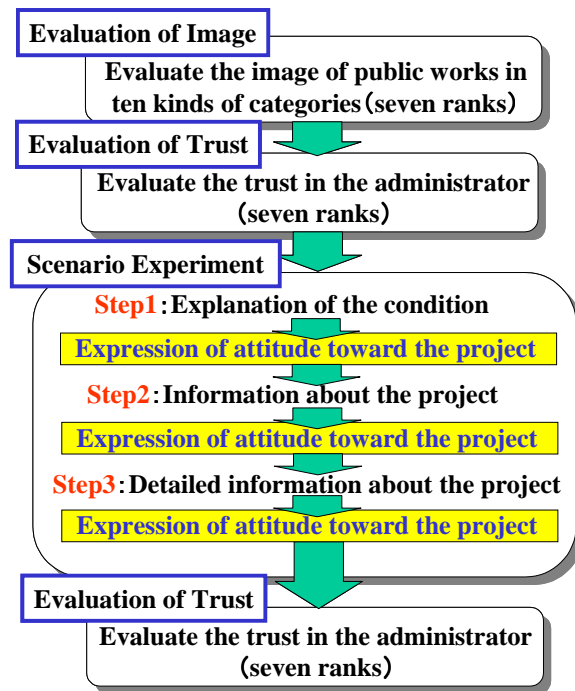 Evaluation of Image
Evaluate the image of public works in
ten kinds of categories(seven ranks)
Evaluation of Trust
Evaluate the trust in the administrator
(seven ranks)
Scenario Experiment
Step1:Explanation of the condition
Expression of attitude toward the project
Step2:Information about the project
Expression of attitude toward the project
Step3:Detailed information about the project
Expression of attitude toward the project
Evaluation of Trust
Evaluate the trust in the administrator
(seven ranks)